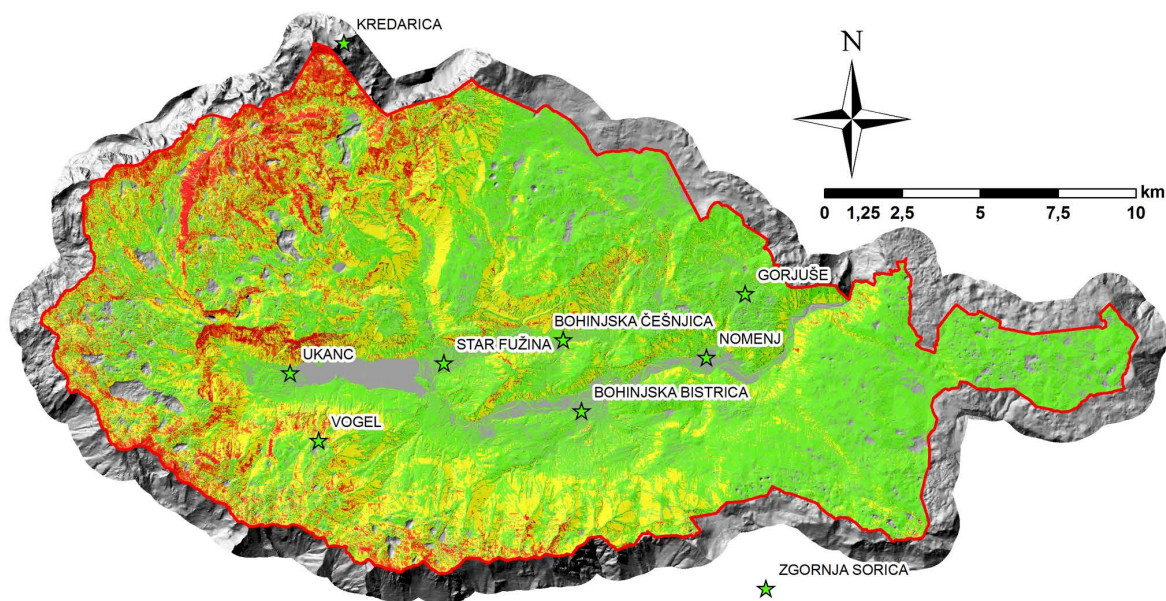 KREDARICA
N
km
0 1,25 2,5 5 7,5 10
GORJUŠE
BOHINJSKA ČEŠNJICA
NOMENJ
STAR FUŽINA
UKANC
BOHINJSKA BISTRICA
VOGEL
ZGORNJA SORICA